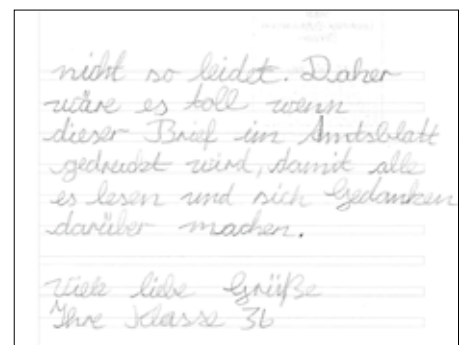 nicht so leidet. Daher
wäre es toll wenn
dieser Brief im Amtsblatt
gedruckt wird, damit alle
es lesen und sich Gedanken
darüber machen.
Viele liebe Grüße
Ihre Klasse 3b